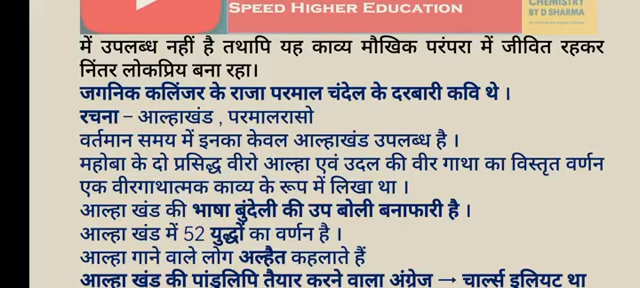 SPEED HIGHER EDUCATION
CHEMISTRY
BY D SHARMA
में उपलब्ध नहीं है तथापि यह काव्य मौखिक परंपरा में जीवित रहकर
निंतर लोकप्रिय बना रहा।
जगनिक कलिंजर के राजा परमाल चंदेल के दरबारी कवि थे ।
रचना – आल्हाखंड , परमालरासो
वर्तमान समय में इनका केवल आल्हाखंड उपलब्ध है ।
महोबा के दो प्रसिद्ध वीरो आल्हा एवं उदल की वीर गाथा का विस्तृत वर्णन
एक वीरगाथात्मक काव्य के रूप में लिखा था ।
आल्हा खंड की भाषा बुंदेली की उप बोली बनाफारी है ।
आल्हा खंड में 52 युद्धों का वर्णन है ।
आल्हा गाने वाले लोग अल्हैत कहलाते हैं
आल्हा खंड की पांडुलिपि तैयार करने वाला अंग्रेज → चार्ल्स इलियट था